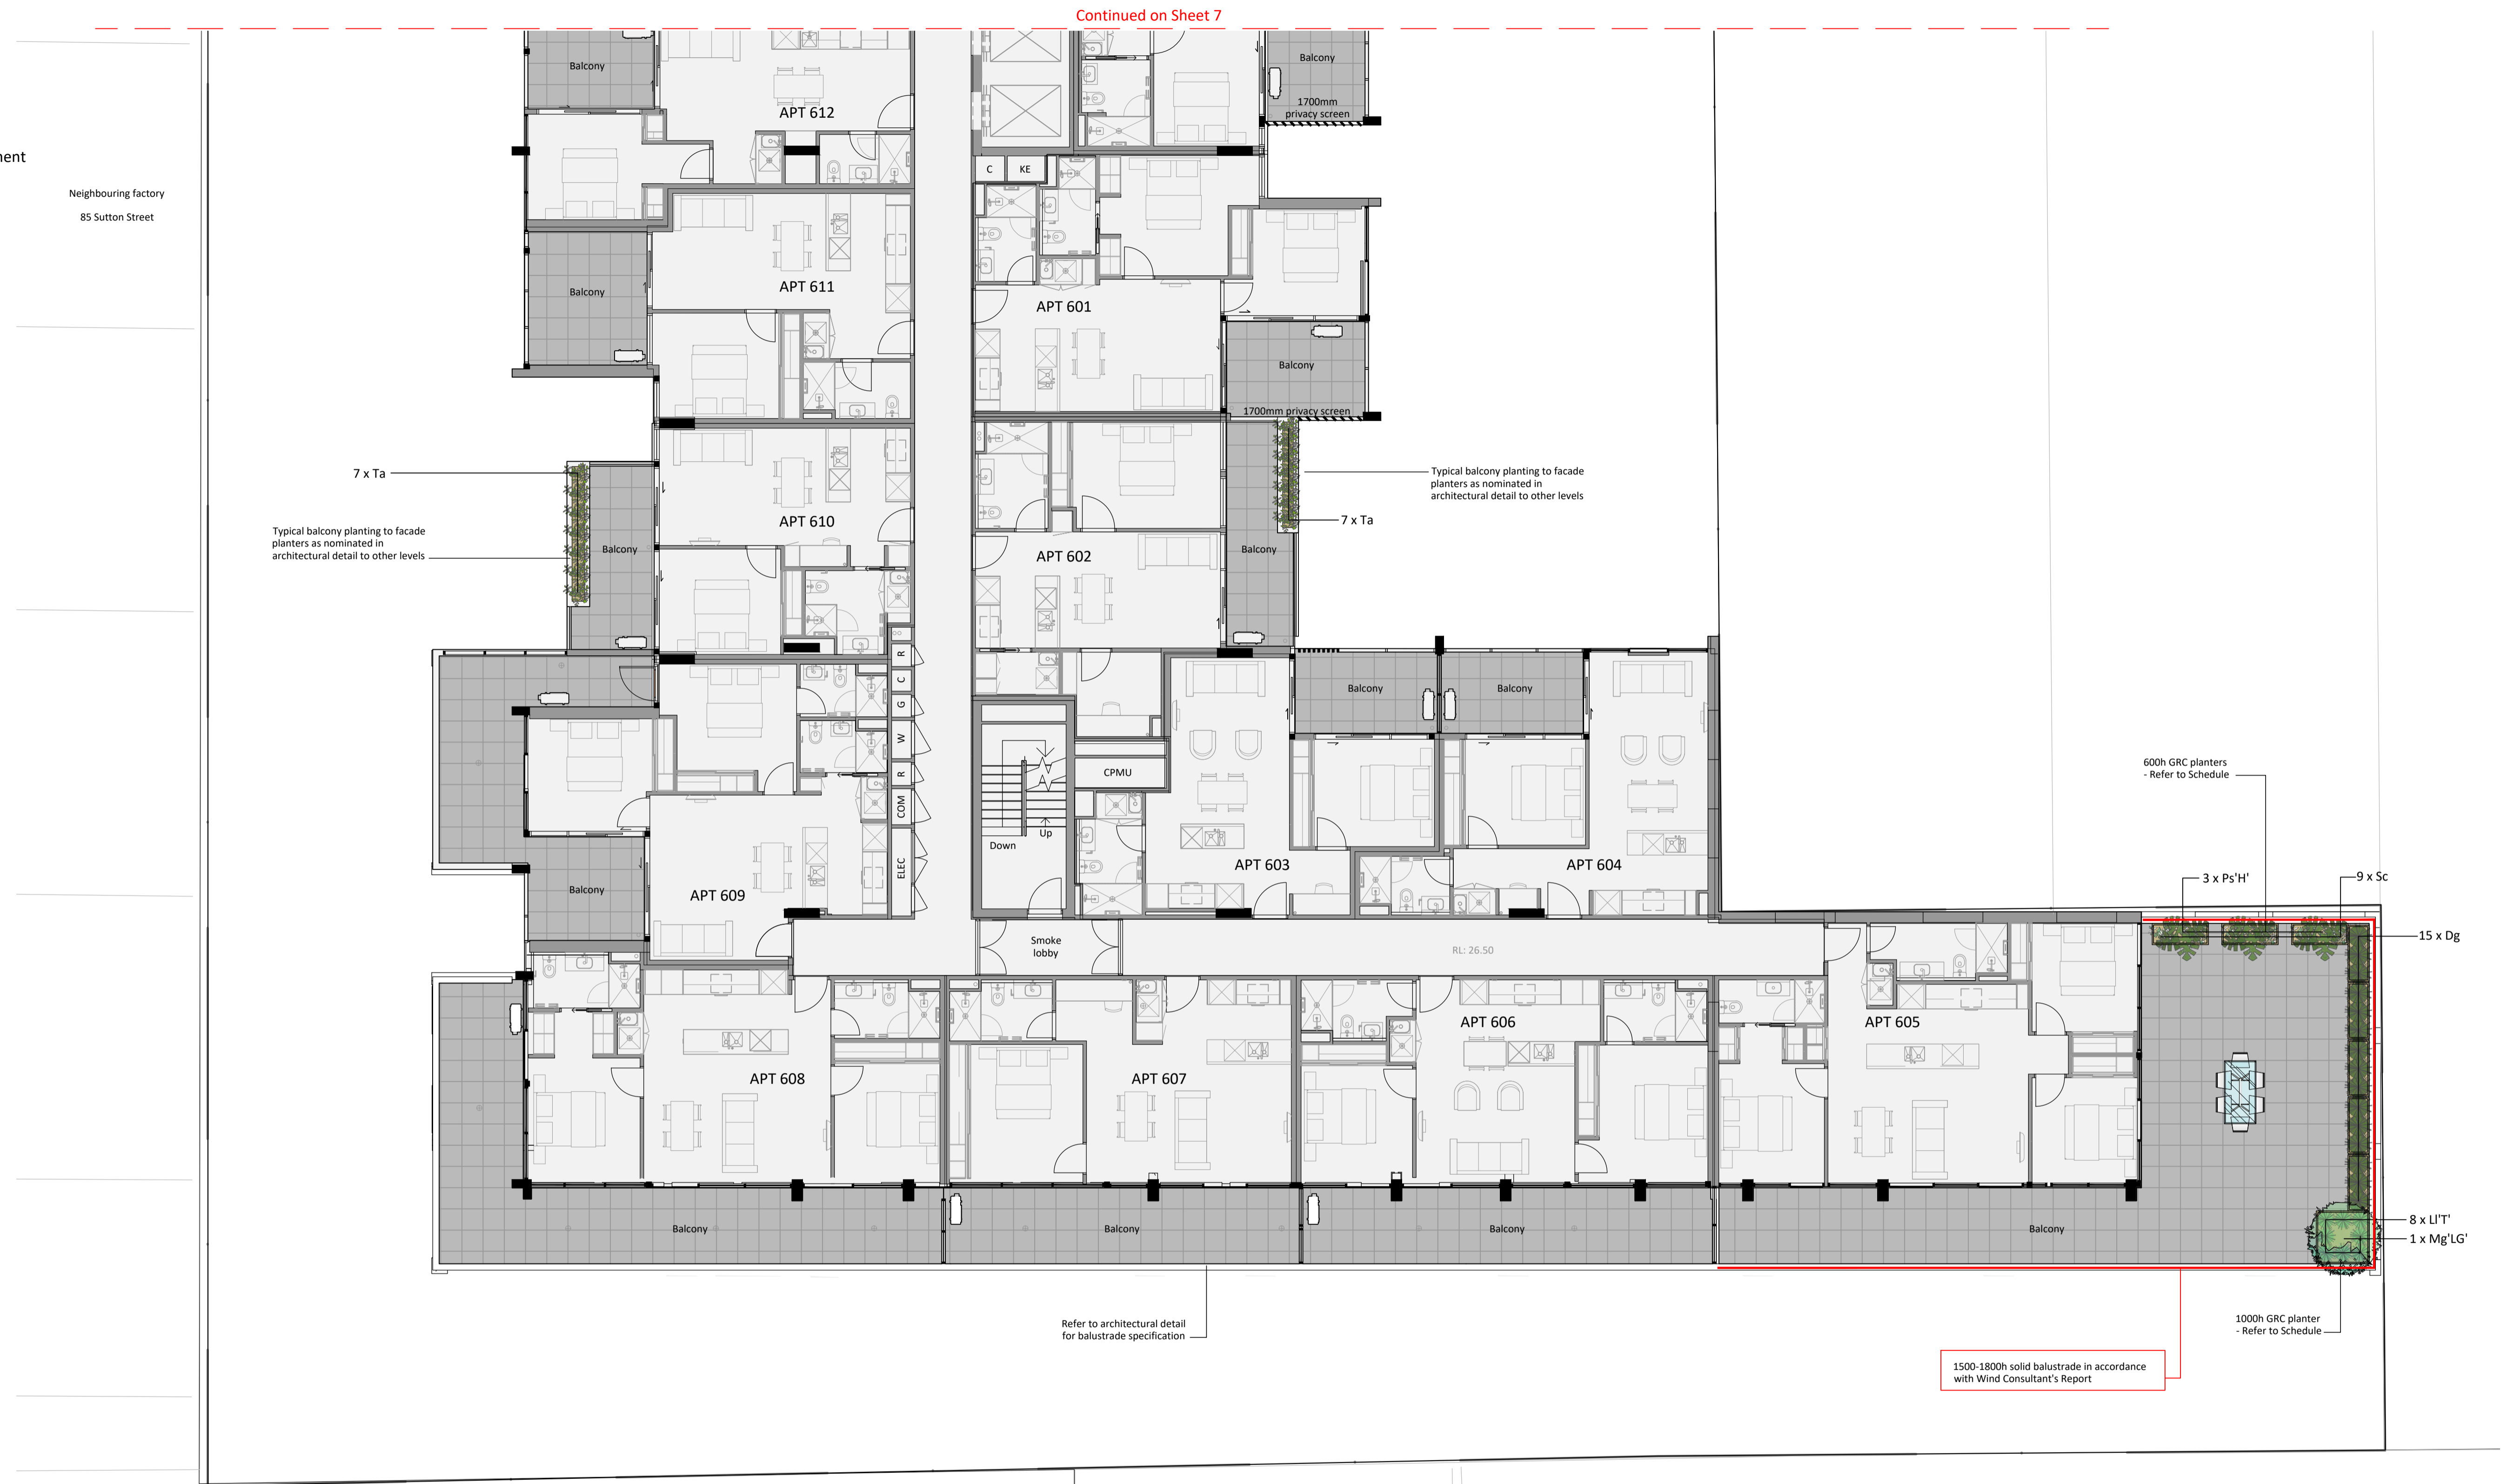 Continued on Sheet 7
Balcony
APT 612
Balcony
1700mm
privacy screen
Neighbouring factory
85 Sutton Street
C
KE
Balcony
APT 611
APT 601
Balcony
1700mm privacy screen
7 x Ta
Typical balcony planting to facade
planters as nominated in
architectural detail to other levels
Balcony
APT 610
APT 602
Balcony
Typical balcony planting to facade
planters as nominated in
architectural detail to other levels
7 x Ta
R
C
G
W
R
COM
ELEC
Balcony
Balcony
CPMU
Up
Down
APT 603
APT 604
Balcony
APT 609
600h GRC planters
- Refer to Schedule
3 x Ps'H'
9 x Sc
15 x Dg
Smoke
lobby
RL: 26.50
APT 608
APT 607
APT 606
APT 605
Balcony
Balcony
Balcony
Balcony
8 x Ll'T'
1 x Mg'LG'
Refer to architectural detail
for balustrade specification
1000h GRC planter
- Refer to Schedule
1500-1800h solid balustrade in accordance
with Wind Consultant's Report